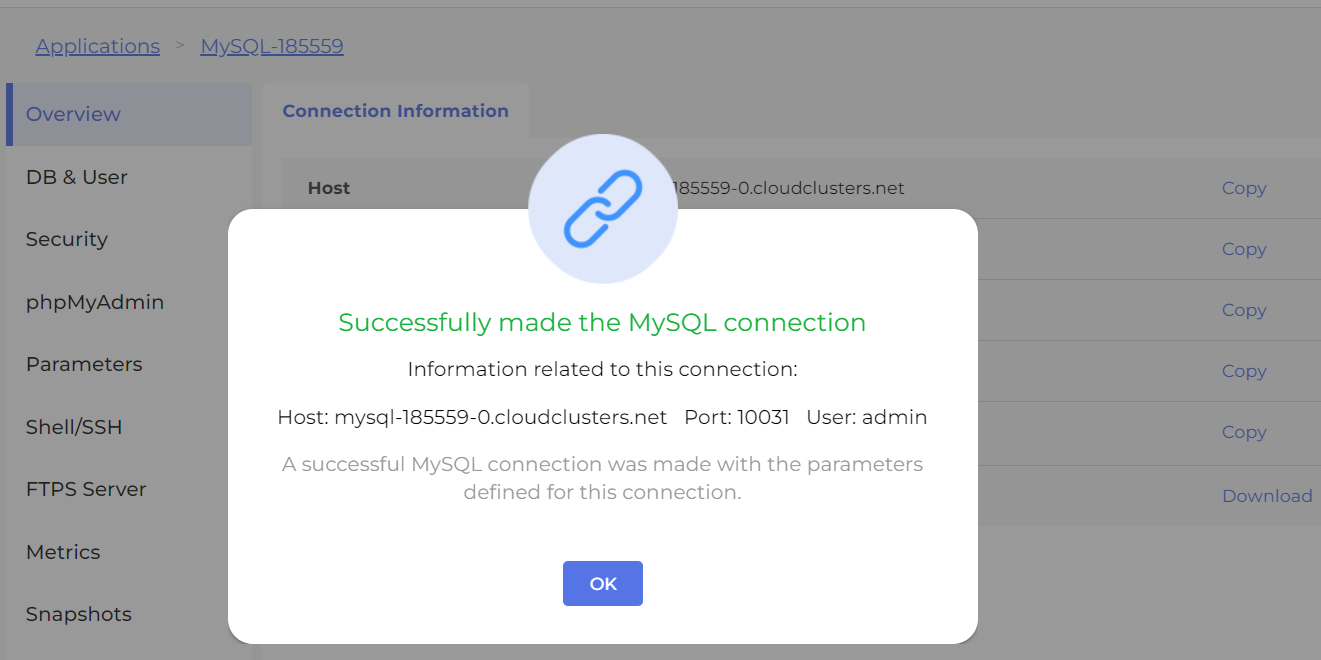 Applications > MySQL-185559
Overview
Connection Information
DB & User
Host
185559-0.cloudclusters.net
Copy
Security
Copy
phpMyAdmin
Copy
Parameters
Copy
Shell/SSH
Copy
FTPS Server
Download
Metrics
Snapshots
Successfully made the MySQL connection
Information related to this connection:
Host: mysql-185559-0.cloudclusters.net Port: 10031 User: admin
A successful MySQL connection was made with the parameters
defined for this connection.
OK